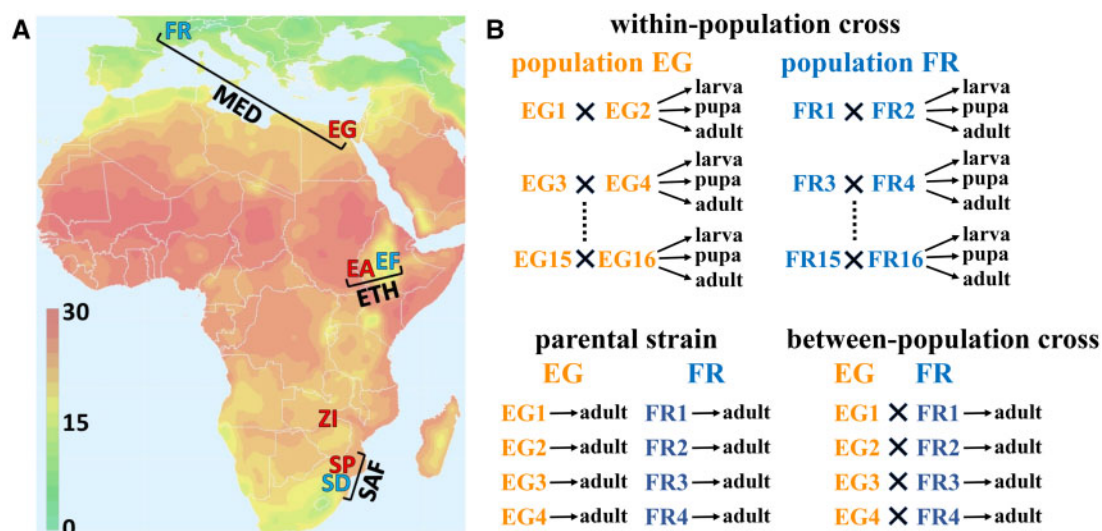 A
FR
MED
EG
EA EF
ETH
ZI
SP
SD
SAF
30
15
0
B
within-population cross
population EG
population FR
EG1 × EG2
larva
pupa
adult
FR1 × FR2
larva
pupa
adult
EG3 × EG4
larva
pupa
adult
FR3 × FR4
larva
pupa
adult
EG15 × EG16
larva
pupa
adult
FR15 × FR16
larva
pupa
adult
parental strain
EG FR
EG1 → adult FR1 → adult
EG2 → adult FR2 → adult
EG3 → adult FR3 → adult
EG4 → adult FR4 → adult
between-population cross
EG FR
EG1 × FR1 → adult
EG2 × FR2 → adult
EG3 × FR3 → adult
EG4 × FR4 → adult